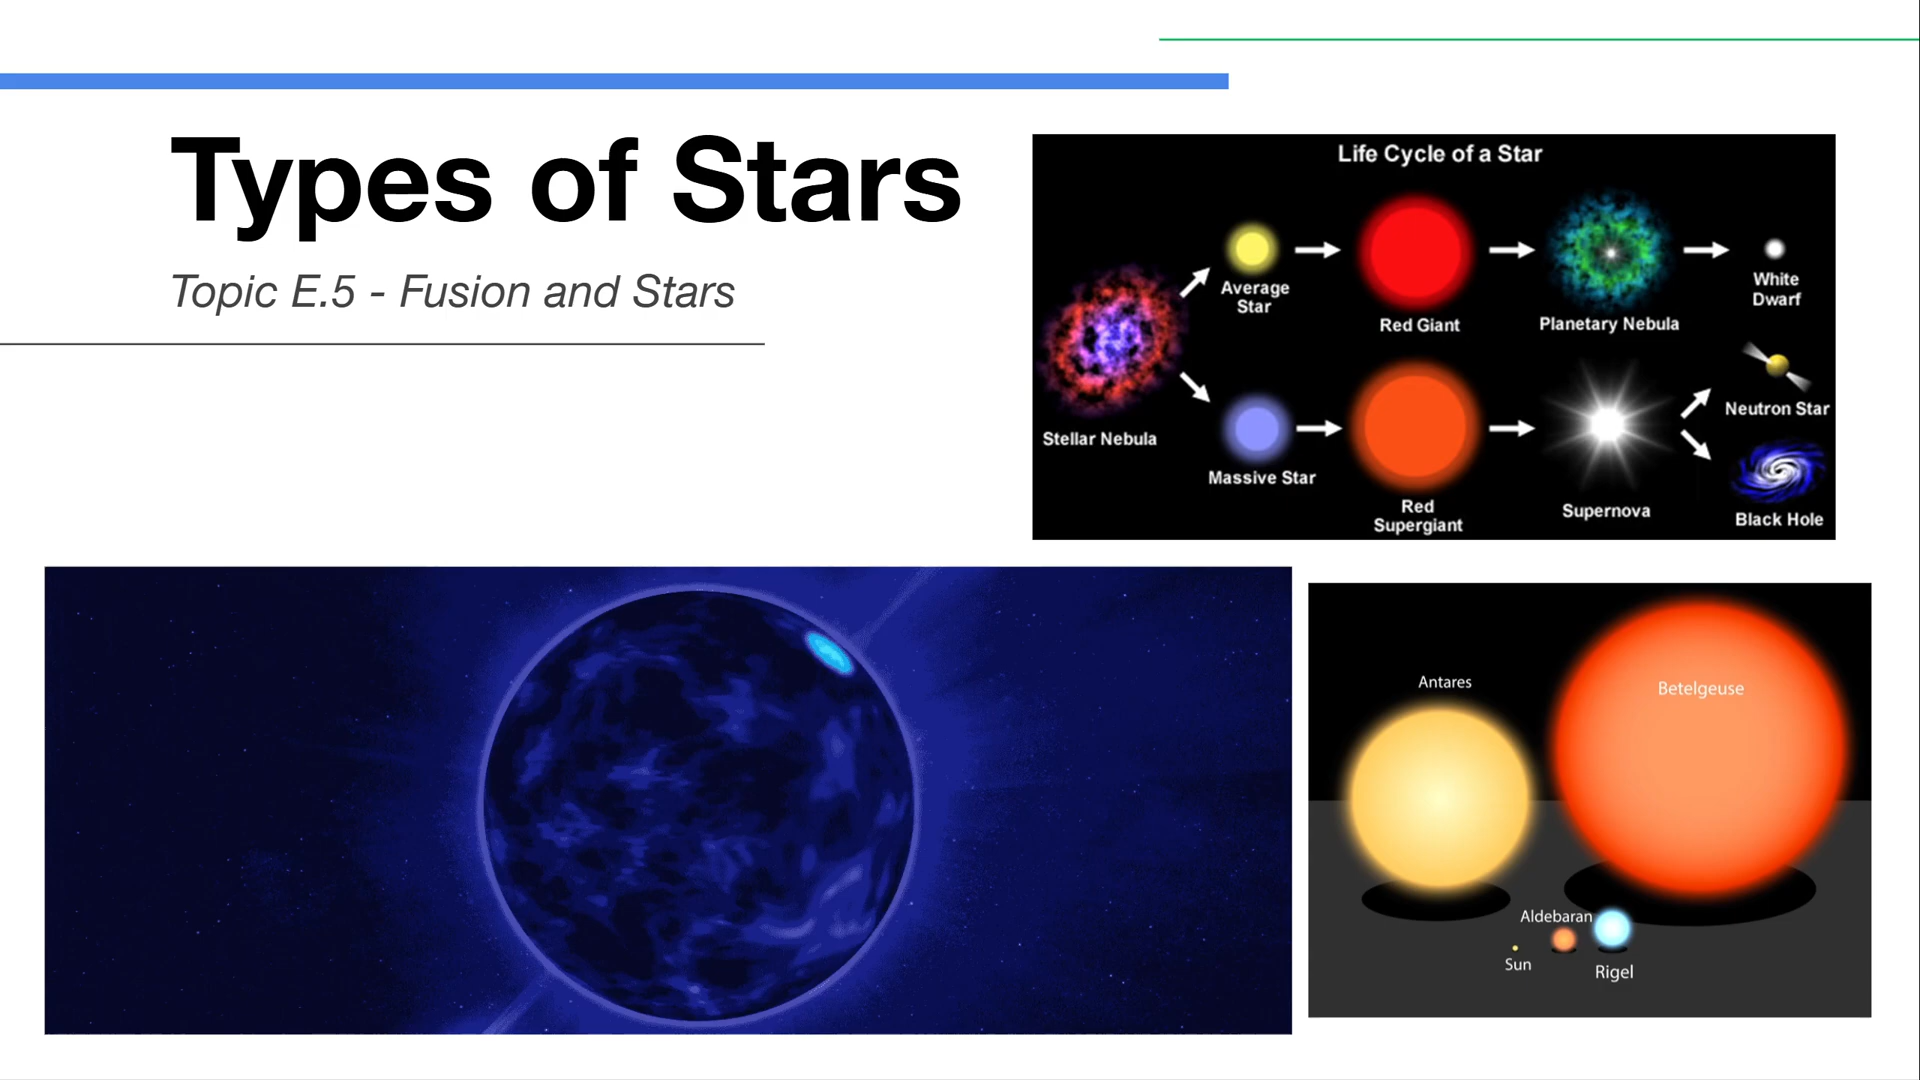 Types of Stars
Topic E.5 - Fusion and Stars
Life Cycle of a Star
Stellar Nebula
Average
Star
Red Giant
Planetary Nebula
White
Dwarf
Massive Star
Red
Supergiant
Supernova
Neutron Star
Black Hole
Antares
Betelgeuse
Aldebaran
Sun
Rigel